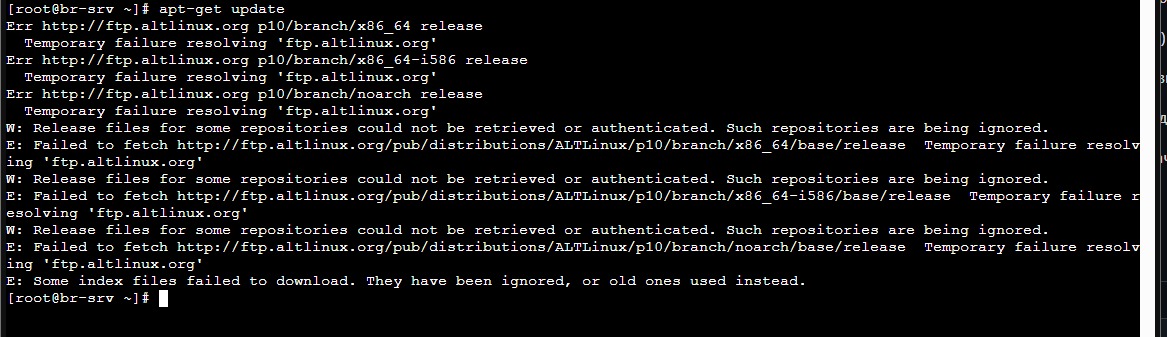 [root@br-srv ~]# apt-get update
Err http://ftp.altlinux.org p10/branch/x86_64 release
  Temporary failure resolving 'ftp.altlinux.org'
Err http://ftp.altlinux.org p10/branch/x86_64-i586 release
  Temporary failure resolving 'ftp.altlinux.org'
Err http://ftp.altlinux.org p10/branch/noarch release
  Temporary failure resolving 'ftp.altlinux.org'
W: Release files for some repositories could not be retrieved or authenticated. Such repositories are being ignored.
E: Failed to fetch http://ftp.altlinux.org/pub/distributions/ALTLinux/p10/branch/x86_64/base/release  Temporary failure resolv
ing 'ftp.altlinux.org'
W: Release files for some repositories could not be retrieved or authenticated. Such repositories are being ignored.
E: Failed to fetch http://ftp.altlinux.org/pub/distributions/ALTLinux/p10/branch/x86_64-i586/base/release  Temporary failure r
esolving 'ftp.altlinux.org'
W: Release files for some repositories could not be retrieved or authenticated. Such repositories are being ignored.
E: Failed to fetch http://ftp.altlinux.org/pub/distributions/ALTLinux/p10/branch/noarch/base/release  Temporary failure resolv
ing 'ftp.altlinux.org'
E: Some index files failed to download. They have been ignored, or old ones used instead.
[root@br-srv ~]#